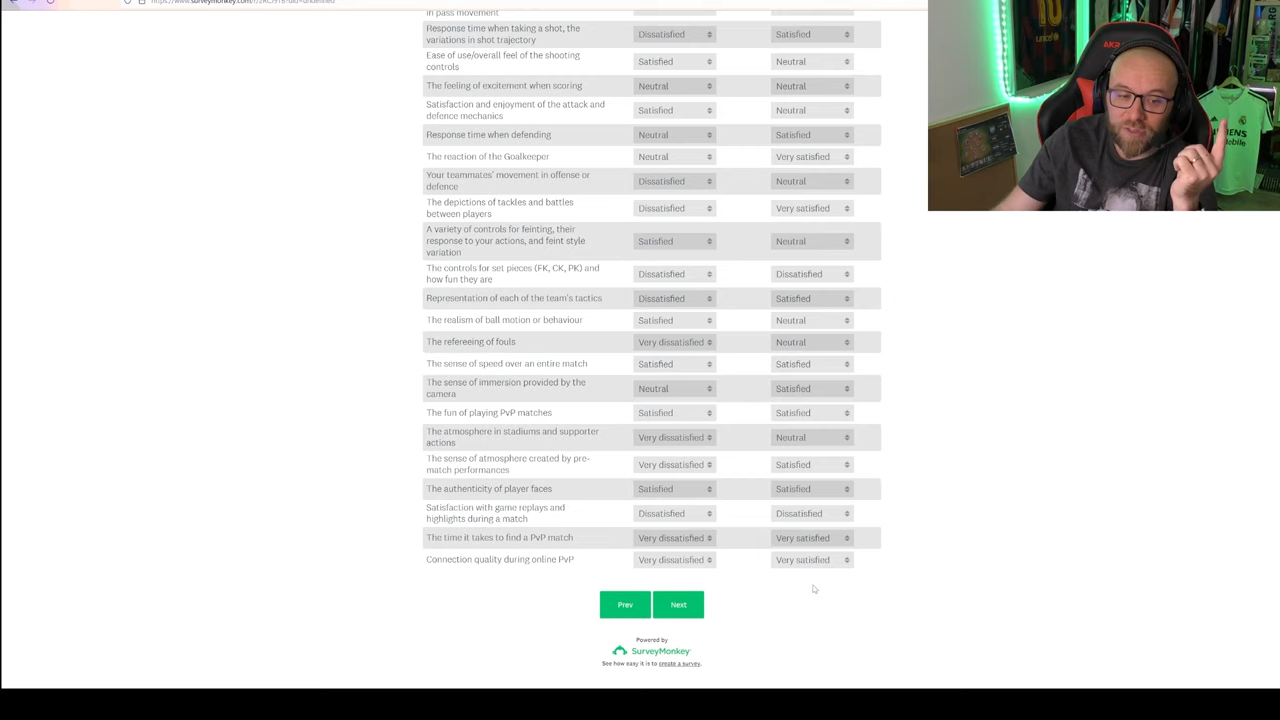 https://www.surveymonkey.com/r/
in pass movement
Response time when taking a shot, the
variations in shot trajectory
Dissatisfied
Satisfied
Ease of use/overall feel of the shooting
controls
Satisfied
Neutral
The feeling of excitement when scoring
Neutral
Neutral
Satisfaction and enjoyment of the attack and
defence mechanics
Satisfied
Neutral
Response time when defending
Neutral
Satisfied
The reaction of the Goalkeeper
Neutral
Very satisfied
Your teammates' movement in offense or
defence
Dissatisfied
Neutral
The depictions of tackles and battles
between players
Dissatisfied
Very satisfied
A variety of controls for feinting, their
response to your actions, and feint style
variation
Satisfied
Neutral
The controls for set pieces (FK, CK, PK) and
how fun they are
Dissatisfied
Dissatisfied
Representation of each of the team's tactics
Dissatisfied
Satisfied
The realism of ball motion or behaviour
Satisfied
Neutral
The refereeing of fouls
Very dissatisfied
Neutral
The sense of speed over an entire match
Satisfied
Satisfied
The sense of immersion provided by the
camera
Neutral
Satisfied
The fun of playing PvP matches
Satisfied
Satisfied
The atmosphere in stadiums and supporter
actions
Very dissatisfied
Neutral
The sense of atmosphere created by pre-
match performances
Very dissatisfied
Satisfied
The authenticity of player faces
Satisfied
Satisfied
Satisfaction with game replays and
highlights during a match
Dissatisfied
Dissatisfied
The time it takes to find a PvP match
Very dissatisfied
Very satisfied
Connection quality during online PvP
Very dissatisfied
Very satisfied
Prev
Next
Powered by
SurveyMonkey
See how easy it is to create a survey.